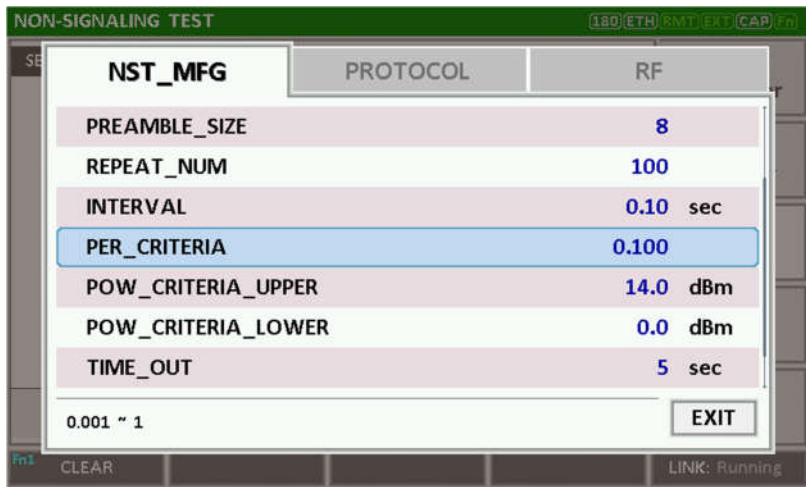 NON-SIGNALING TEST 180 ETH RMT EXT CAP Fn
SE
NST_MFG PROTOCOL RF
PREAMBLE_SIZE 8
REPEAT_NUM 100
INTERVAL 0.10 sec
PER_CRITERIA 0.100
POW_CRITERIA_UPPER 14.0 dBm
POW_CRITERIA_LOWER 0.0 dBm
TIME_OUT 5 sec
0.001 ~ 1 EXIT
Fn1 CLEAR LINK: Running